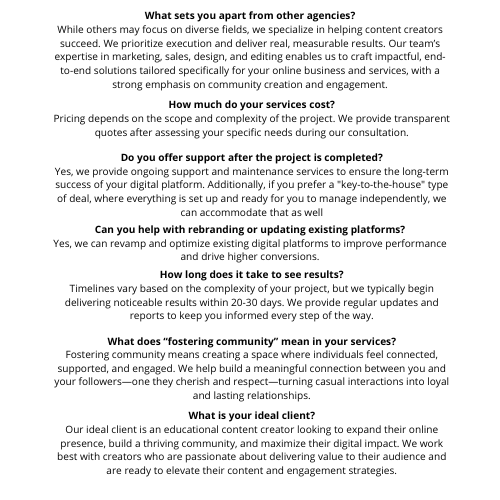 What sets you apart from other agencies?
While others may focus on diverse fields, we specialize in helping content creators
succeed. We prioritize execution and deliver real, measurable results. Our team's
expertise in marketing, sales, design, and editing enables us to craft impactful, end-
to-end solutions tailored specifically for your online business and services, with a
strong emphasis on community creation and engagement.
How much do your services cost?
Pricing depends on the scope and complexity of the project. We provide transparent
quotes after assessing your specific needs during our consultation.
Do you offer support after the project is completed?
Yes, we provide ongoing support and maintenance services to ensure the long-term
success of your digital platform. Additionally, if you prefer a "key-to-the-house" type
of deal, where everything is set up and ready for you to manage independently, we
can accommodate that as well
Can you help with rebranding or updating existing platforms?
Yes, we can revamp and optimize existing digital platforms to improve performance
and drive higher conversions.
How long does it take to see results?
Timelines vary based on the complexity of your project, but we typically begin
delivering noticeable results within 20-30 days. We provide regular updates and
reports to keep you informed every step of the way.
What does “fostering community” mean in your services?
Fostering community means creating a space where individuals feel connected,
supported, and engaged. We help build a meaningful connection between you and
your followers—one they cherish and respect—turning casual interactions into loyal
and lasting relationships.
What is your ideal client?
Our ideal client is an educational content creator looking to expand their online
presence, build a thriving community, and maximize their digital impact. We work
best with creators who are passionate about delivering value to their audience and
are ready to elevate their content and engagement strategies.